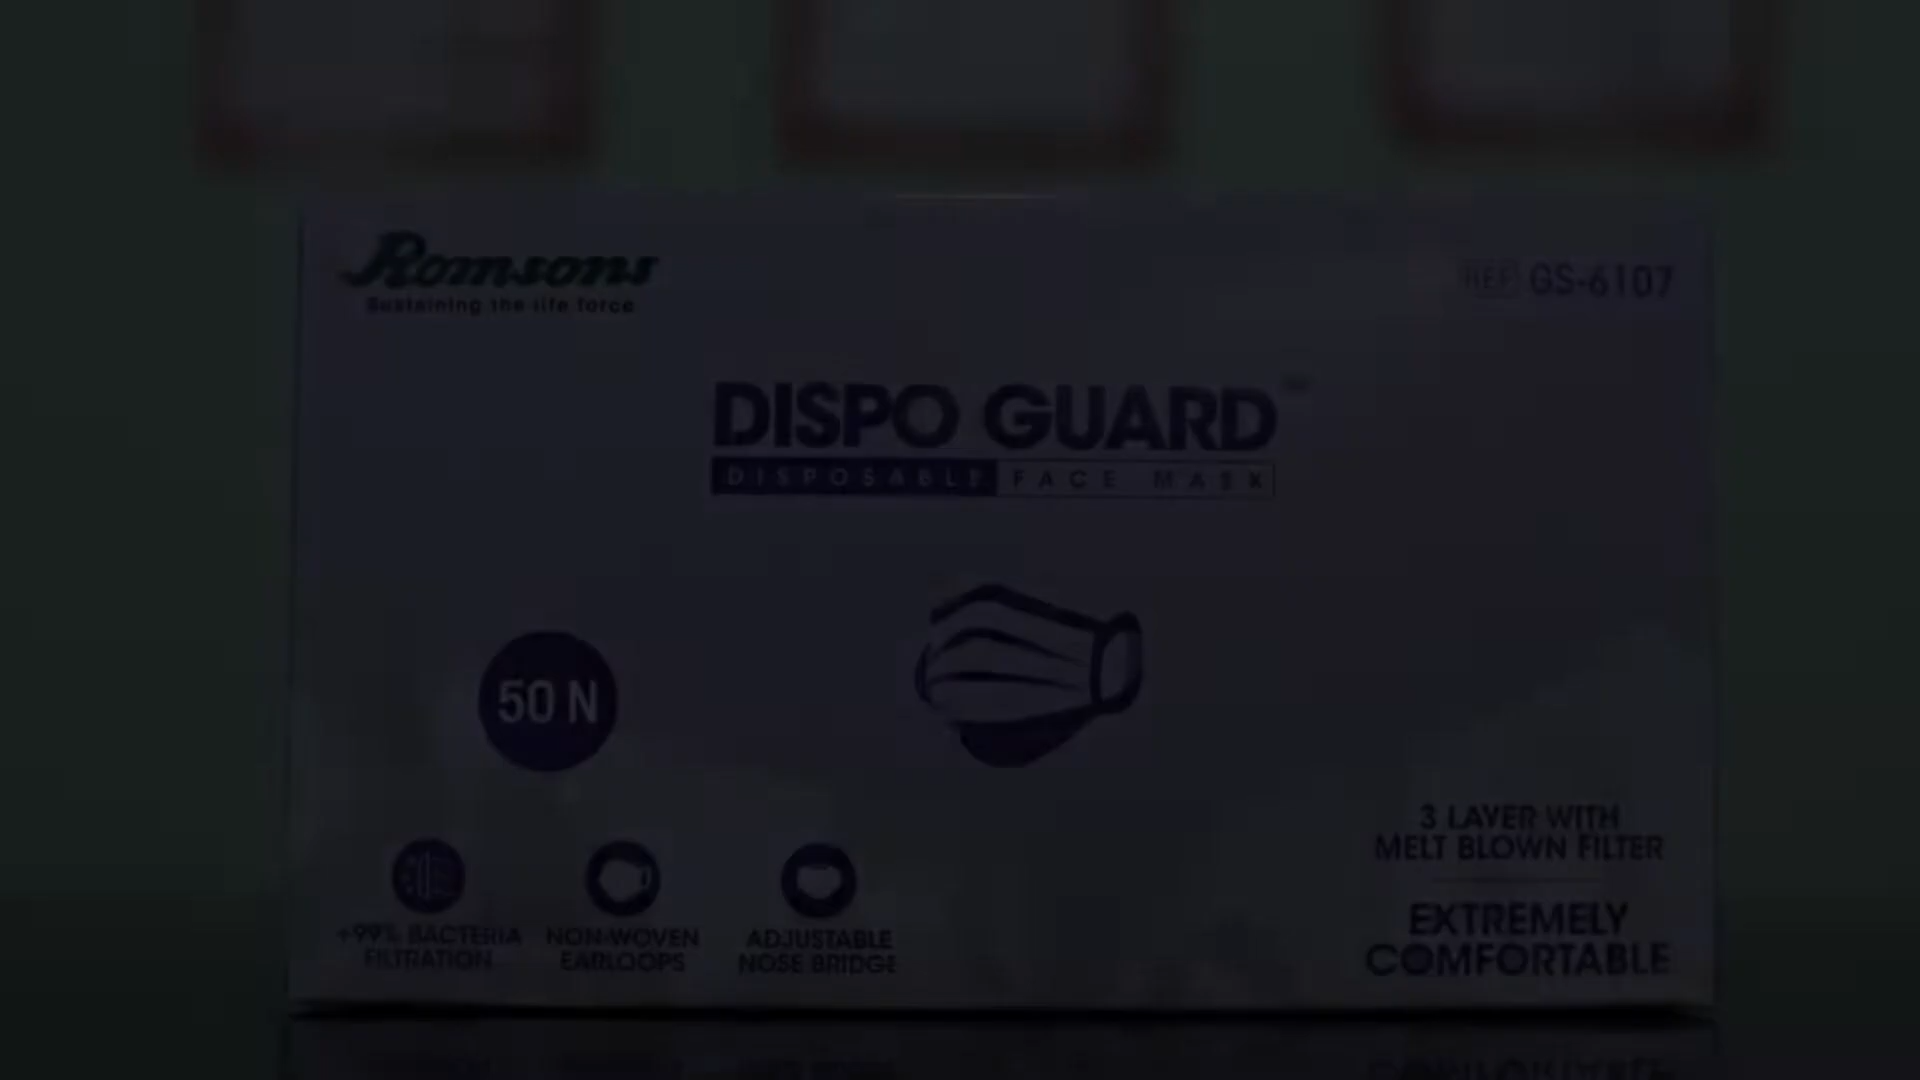 Romsons
Sustaining the life force
REF GS-6107
DISPO GUARD
DISPOSABLE FACE MASK
50 N
+99% BACTERIA
FILTRATION
NON-WOVEN
EARLOOPS
ADJUSTABLE
NOSE BRIDGE
3 LAYER WITH
MELT BLOWN FILTER
EXTREMELY
COMFORTABLE